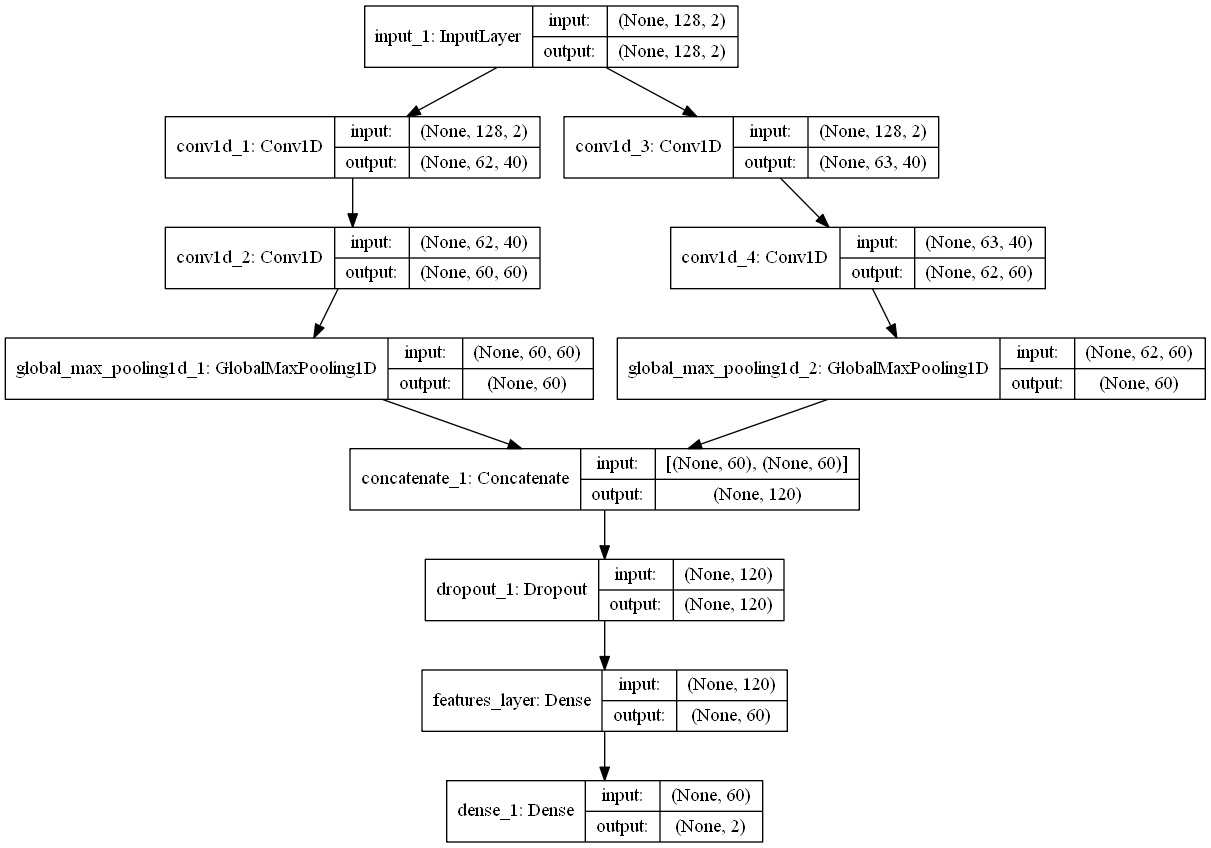 input_1: InputLayer
input: (None, 128, 2)
output: (None, 128, 2)
conv1d_1: Conv1D
input: (None, 128, 2)
output: (None, 62, 40)
conv1d_3: Conv1D
input: (None, 128, 2)
output: (None, 63, 40)
conv1d_2: Conv1D
input: (None, 62, 40)
output: (None, 60, 60)
conv1d_4: Conv1D
input: (None, 63, 40)
output: (None, 62, 60)
global_max_pooling1d_1: GlobalMaxPooling1D
input: (None, 60, 60)
output: (None, 60)
global_max_pooling1d_2: GlobalMaxPooling1D
input: (None, 62, 60)
output: (None, 60)
concatenate_1: Concatenate
input: [(None, 60), (None, 60)]
output: (None, 120)
dropout_1: Dropout
input: (None, 120)
output: (None, 120)
features_layer: Dense
input: (None, 120)
output: (None, 60)
dense_1: Dense
input: (None, 60)
output: (None, 2)